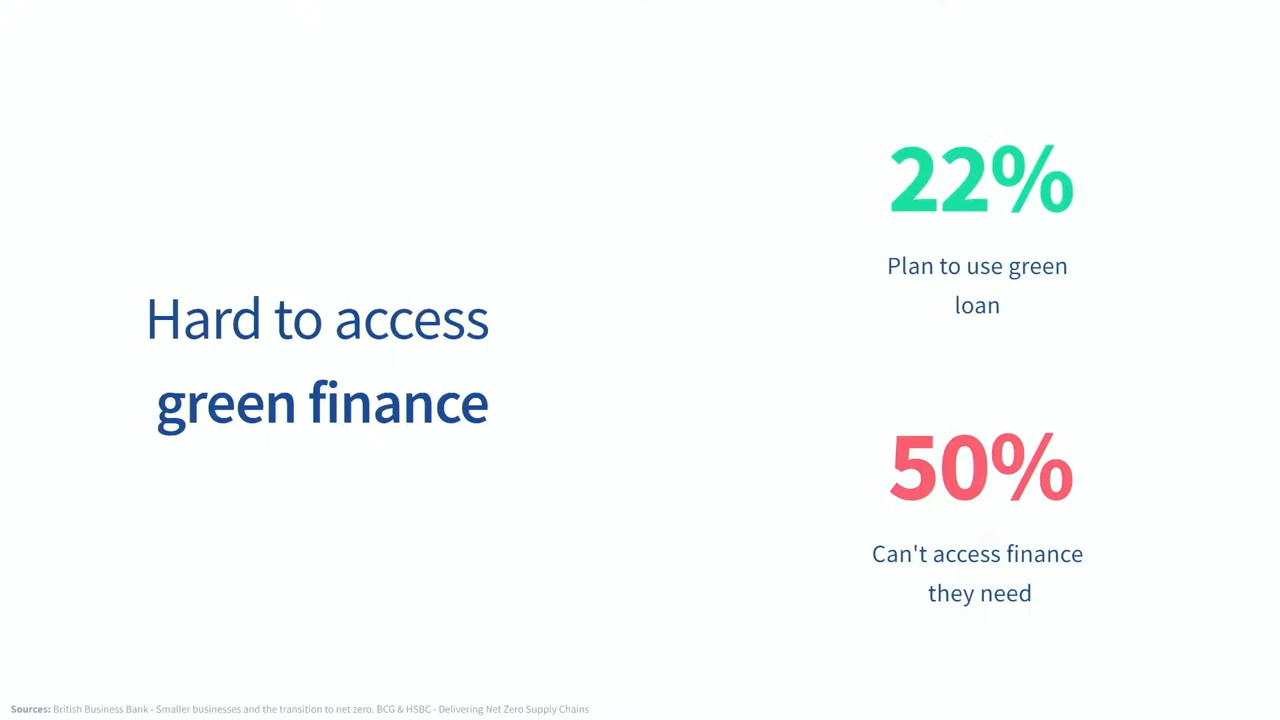 Hard to access
green finance
22%
Plan to use green
loan
50%
Can't access finance
they need
Sources: British Business Bank - Smaller businesses and the transition to net zero. BCG & HSBC - Delivering Net Zero Supply Chains